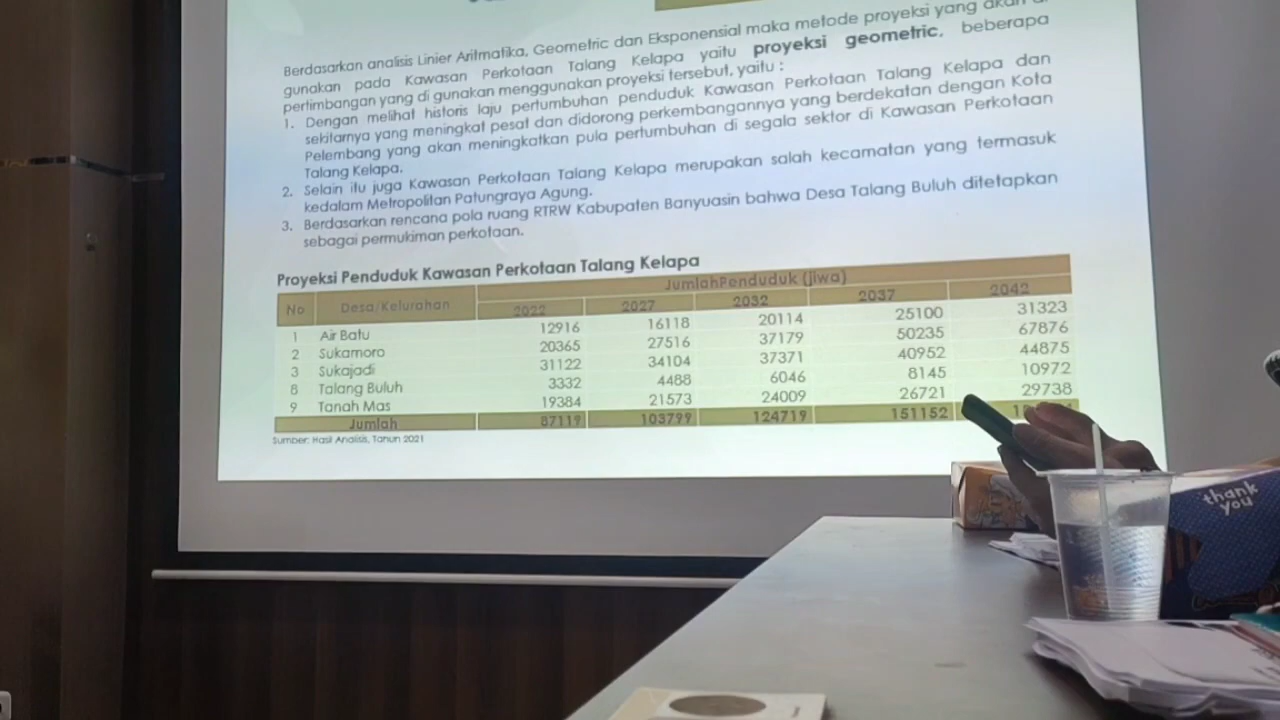 Berdasarkan analisis Linier Aritmatika, Geometric dan Eksponensial maka metode proyeksi yang akan di
gunakan pada Kawasan Perkotaan Talang Kelapa yaitu proyeksi geometric, beberapa
pertimbangan yang di gunakan menggunakan proyeksi tersebut, yaitu :
1. Dengan melihat historis laju pertumbuhan penduduk Kawasan Perkotaan Talang Kelapa dan
sekitarnya yang meningkat pesat dan didorong perkembangannya yang berdekatan dengan Kota
Pelembang yang akan meningkatkan pula pertumbuhan di segala sektor di Kawasan Perkotaan
Talang Kelapa.
2. Selain itu juga Kawasan Perkotaan Talang Kelapa merupakan salah kecamatan yang termasuk
kedalam Metropolitan Patungraya Agung.
3. Berdasarkan rencana pola ruang RTRW Kabupaten Banyuasin bahwa Desa Talang Buluh ditetapkan
sebagai permukiman perkotaan.
Proyeksi Penduduk Kawasan Perkotaan Talang Kelapa
No Desa/Kelurahan JumlahPenduduk (jiwa)
2022 2027 2032 2037 2042
1 Air Batu 12916 16118 20114 25100 31323
2 Sukamoro 20365 27516 37179 50235 67876
3 Sukajadi 31122 34104 37371 40952 44875
8 Talang Buluh 3332 4488 6046 8145 10972
9 Tanah Mas 19384 21573 24009 26721 29738
Jumlah 87119 103799 124719 151152
Sumber: Hasil Analisis, Tahun 2021
thank
you